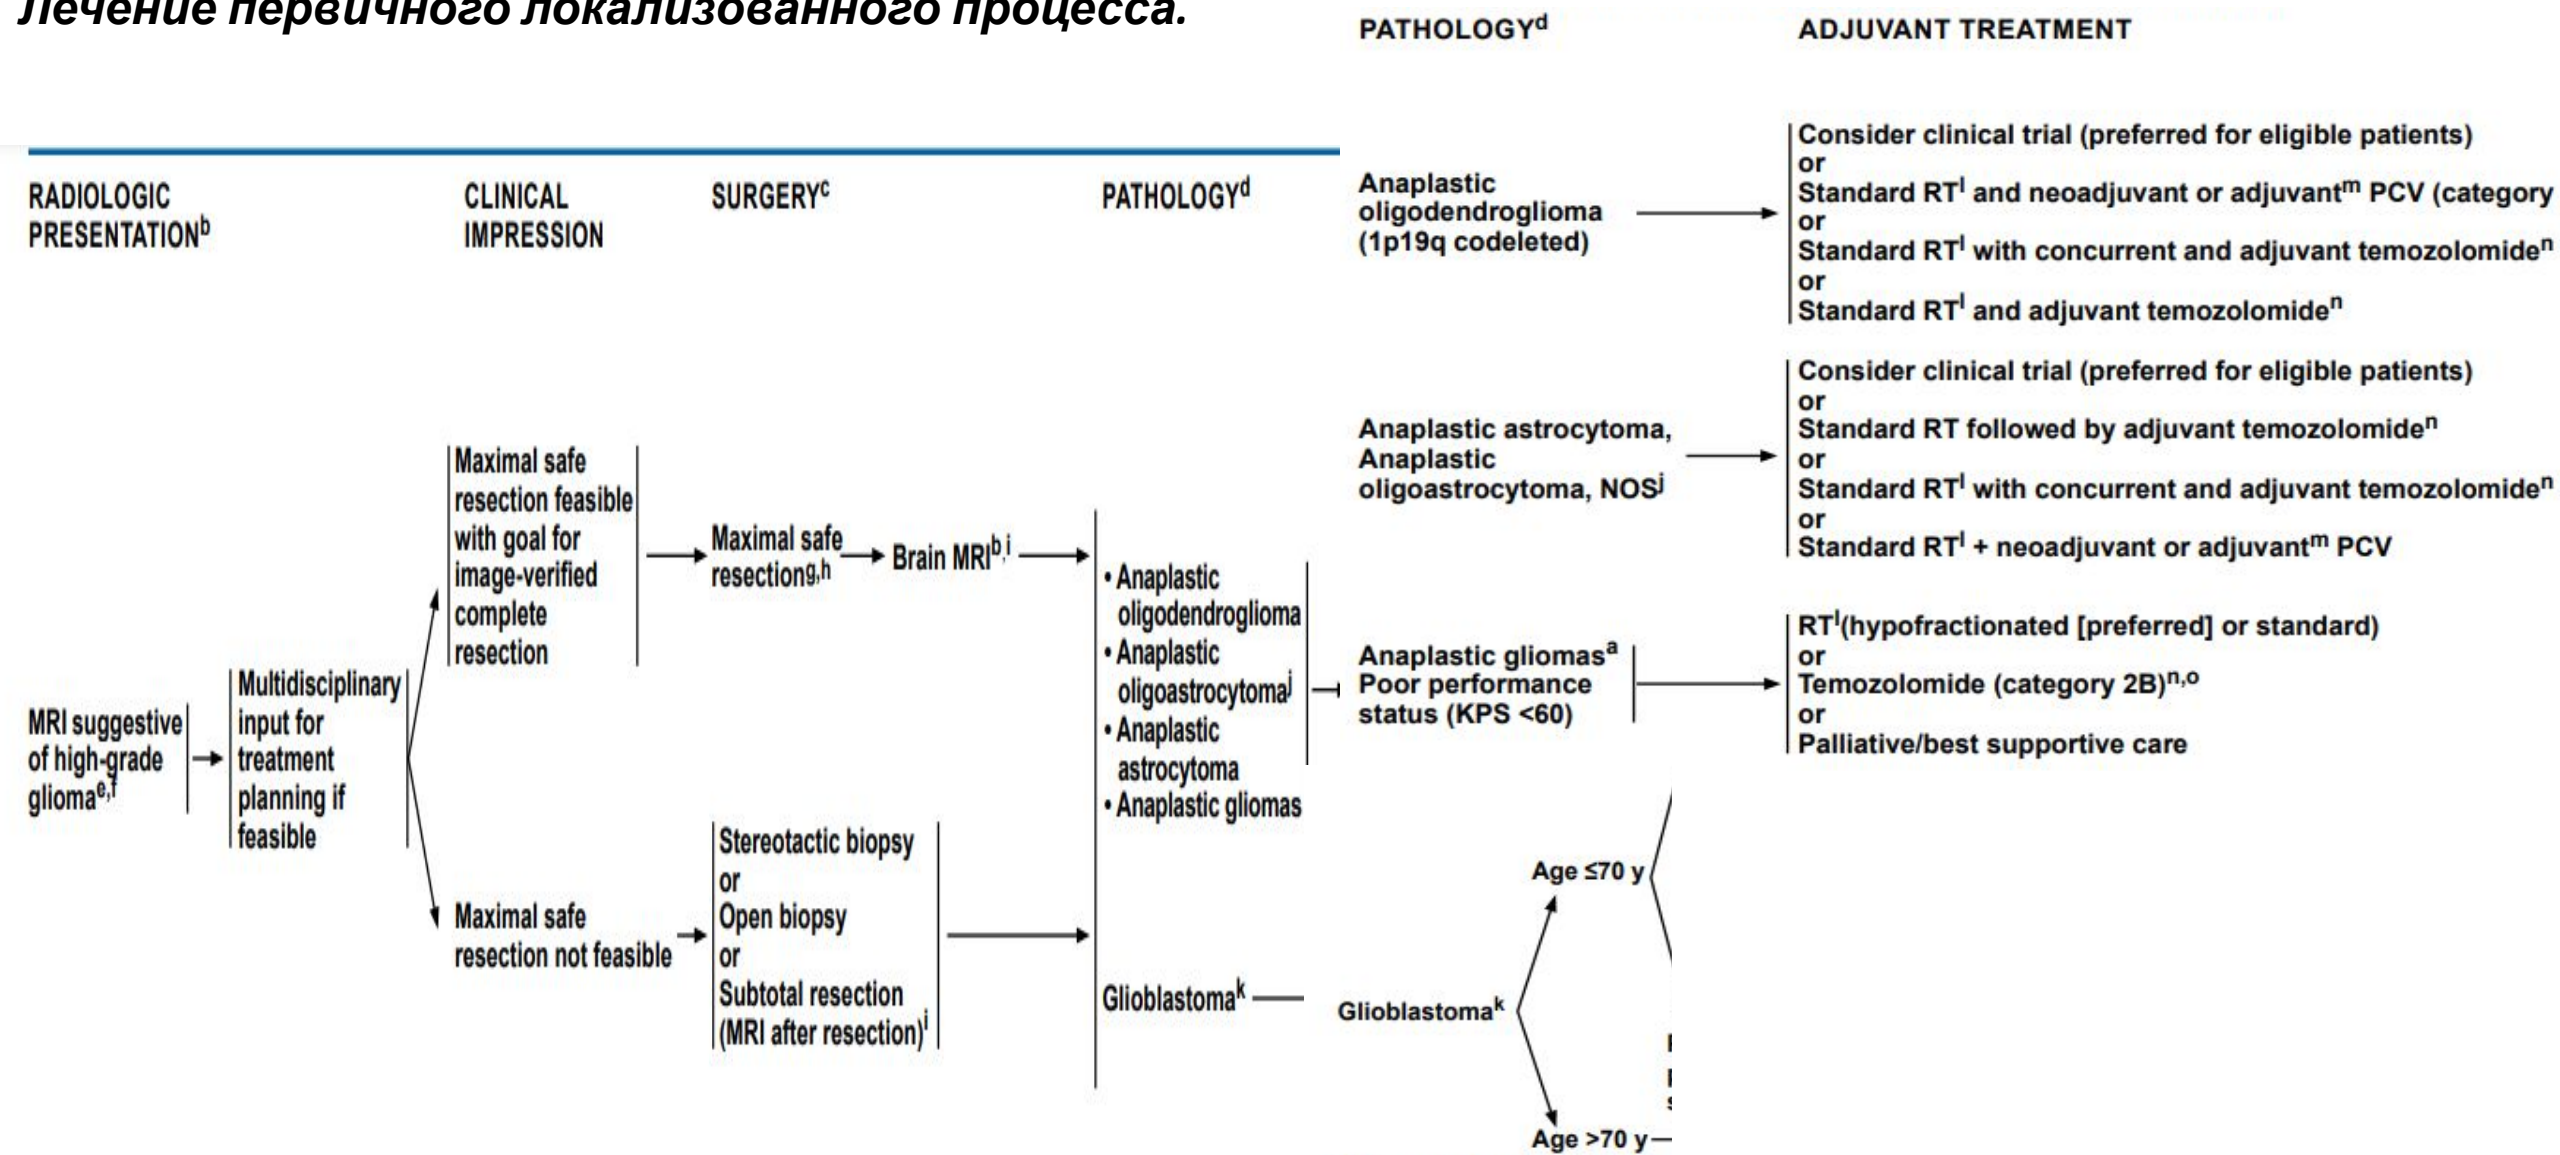 Лечение первичного локализованного процесса.
RADIOLOGIC
PRESENTATIONᵇ
CLINICAL
IMPRESSION
SURGERYᶜ
PATHOLOGYᵈ
MRI suggestive
of high-grade
gliomaᵉ,ᶠ
Multidisciplinary
input for
treatment
planning if
feasible
Maximal safe
resection feasible
with goal for
image-verified
complete
resection
Maximal safe
resectionᵍ,ʰ
Brain MRIᵇ,ⁱ
Maximal safe
resection not feasible
Stereotactic biopsy
or
Open biopsy
or
Subtotal resection
(MRI after resection)ⁱ
• Anaplastic
oligodendroglioma
• Anaplastic
oligoastrocytomaʲ
• Anaplastic
astrocytoma
• Anaplastic gliomas
Glioblastomaᵏ
PATHOLOGYᵈ
ADJUVANT TREATMENT
Anaplastic
oligodendroglioma
(1p19q codeleted)
Consider clinical trial (preferred for eligible patients)
or
Standard RTˡ and neoadjuvant or adjuvantᵐ PCV (category
or
Standard RTˡ with concurrent and adjuvant temozolomideⁿ
or
Standard RTˡ and adjuvant temozolomideⁿ
Anaplastic astrocytoma,
Anaplastic
oligoastrocytoma, NOSʲ
Consider clinical trial (preferred for eligible patients)
or
Standard RT followed by adjuvant temozolomideⁿ
or
Standard RTˡ with concurrent and adjuvant temozolomideⁿ
or
Standard RTˡ + neoadjuvant or adjuvantᵐ PCV
Anaplastic gliomasᵃ
Poor performance
status (KPS <60)
RTˡ(hypofractionated [preferred] or standard)
or
Temozolomide (category 2B)ⁿ,ᵒ
or
Palliative/best supportive care
Glioblastomaᵏ
Age ≤70 y
Age >70 y